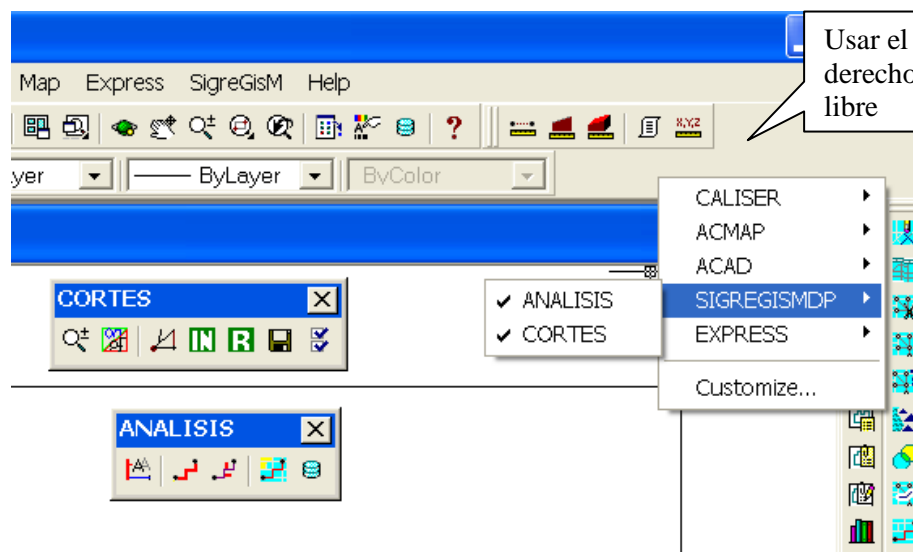 Usar el
derecho
libre
Map Express SigreGisM Help
X,Y,Z
yer ByLayer ByColor
CALISER
ACMAP
ACAD
SIGREGISMDP
EXPRESS
Customize...
✔ ANALISIS
✔ CORTES
CORTES
IN R
ANALISIS